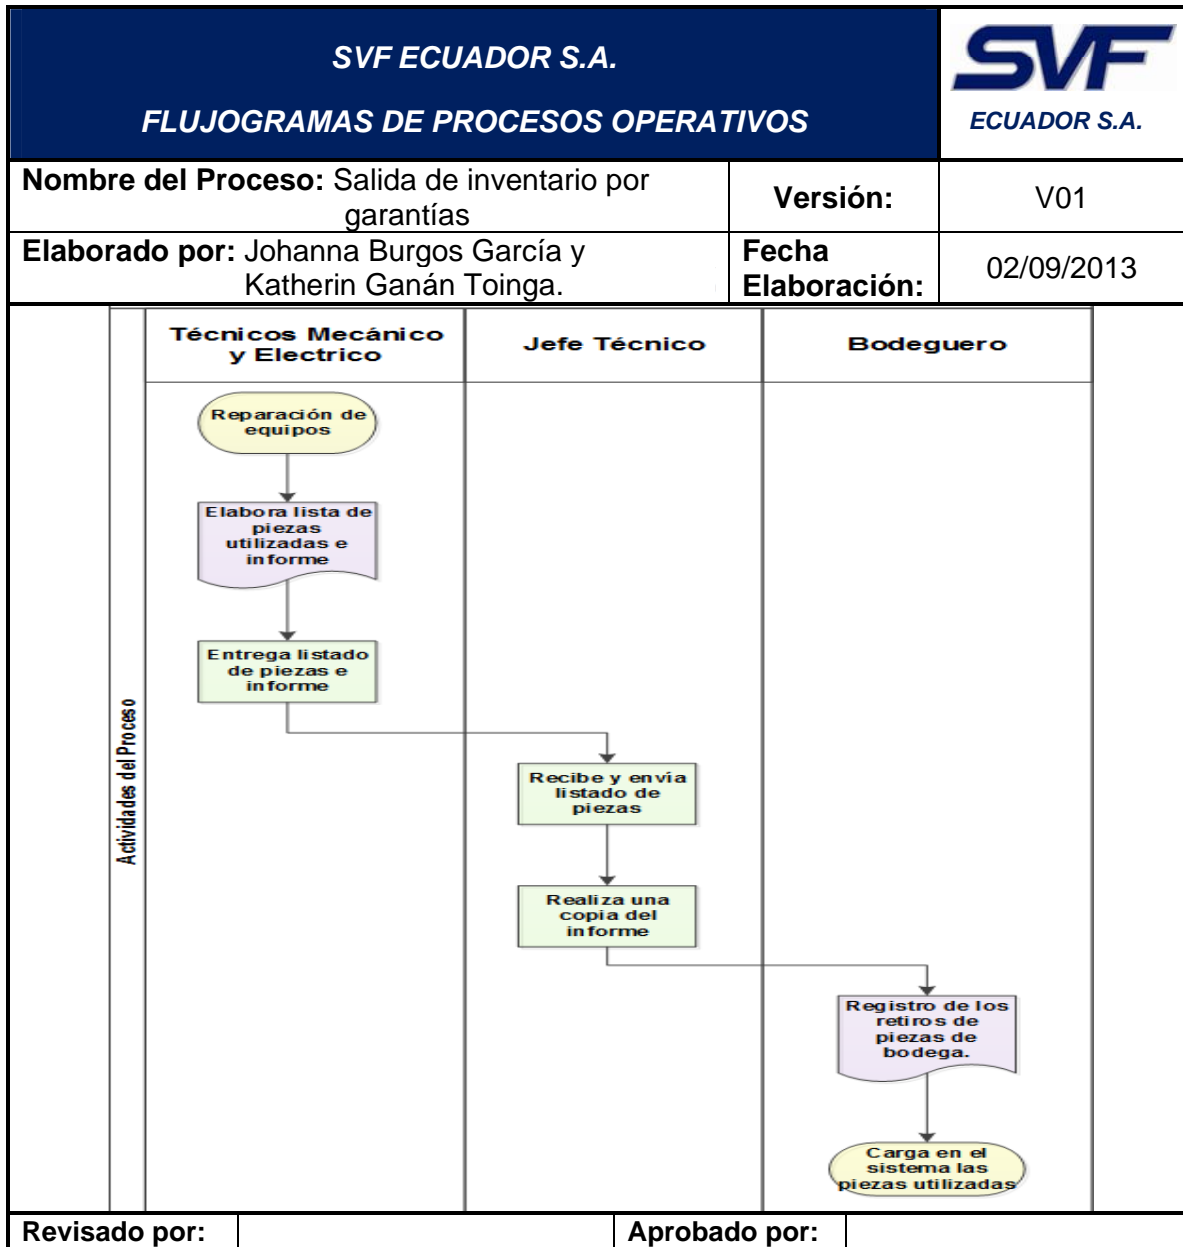 SVF ECUADOR S.A.
FLUJOGRAMAS DE PROCESOS OPERATIVOS
SVF
ECUADOR S.A.
Nombre del Proceso: Salida de inventario por
garantías
Versión:
V01
Elaborado por: Johanna Burgos García y
Katherin Ganán Toinga.
Fecha
Elaboración:
02/09/2013
Técnicos Mecánico
y Electrico
Jefe Técnico
Bodeguero
Actividades del Proceso
Reparación de
equipos
Elabora lista de
piezas
utilizadas e
informe
Entrega listado
de piezas e
informe
Recibe y envía
listado de
piezas
Realiza una
copia del
informe
Registro de los
retiros de
piezas de
bodega.
Carga en el
sistema las
piezas utilizadas
Revisado por:
Aprobado por: